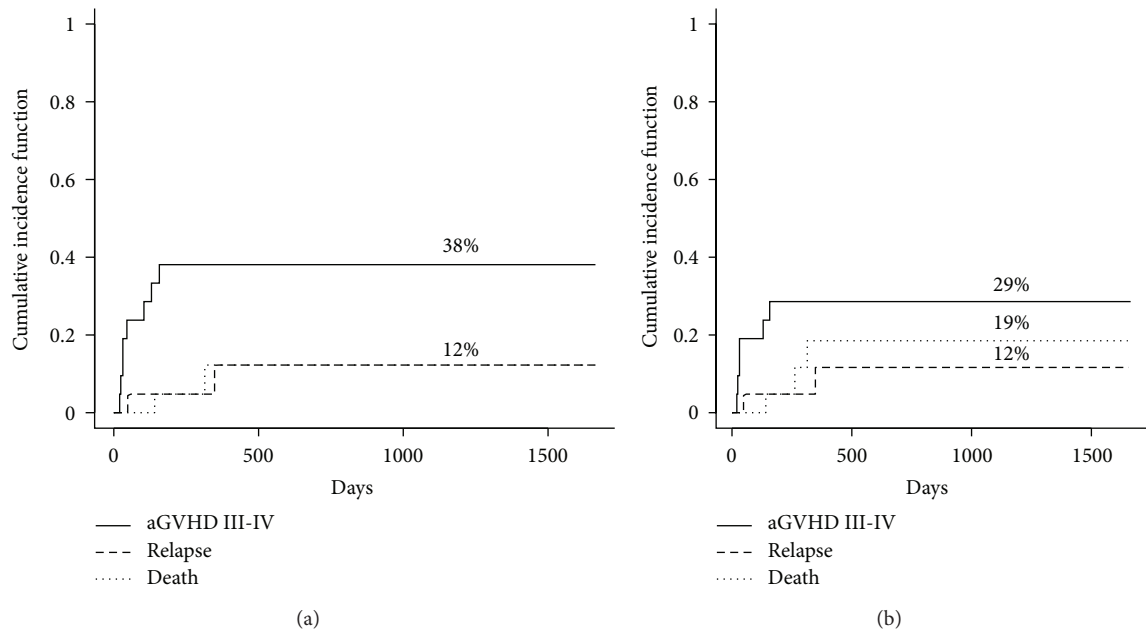 1
0.8
0.6
0.4
0.2
0
Cumulative incidence function
38%
12%
0
500
1000
1500
Days
aGVHD III-IV
Relapse
Death
(a)
1
0.8
0.6
0.4
0.2
0
Cumulative incidence function
29%
19%
12%
0
500
1000
1500
Days
aGVHD III-IV
Relapse
Death
(b)